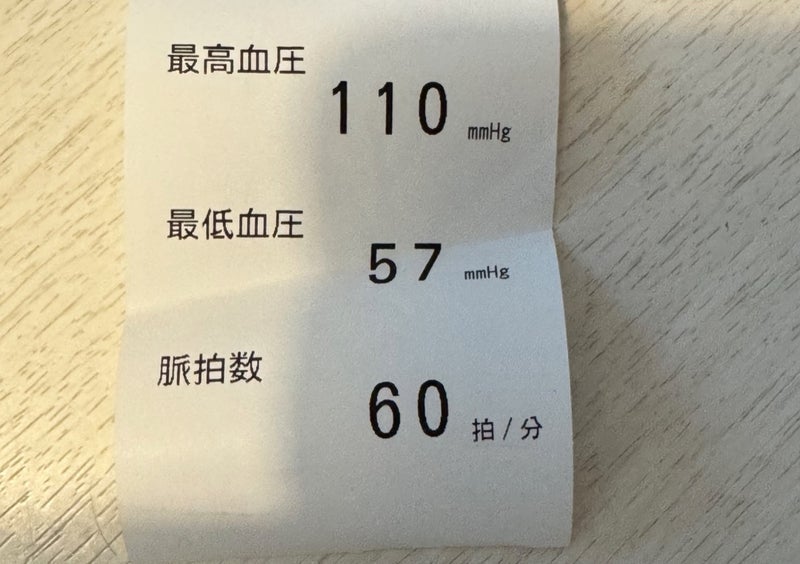 最高血圧
110 mmHg
最低血圧
57 mmHg
脈拍数
60 拍/分